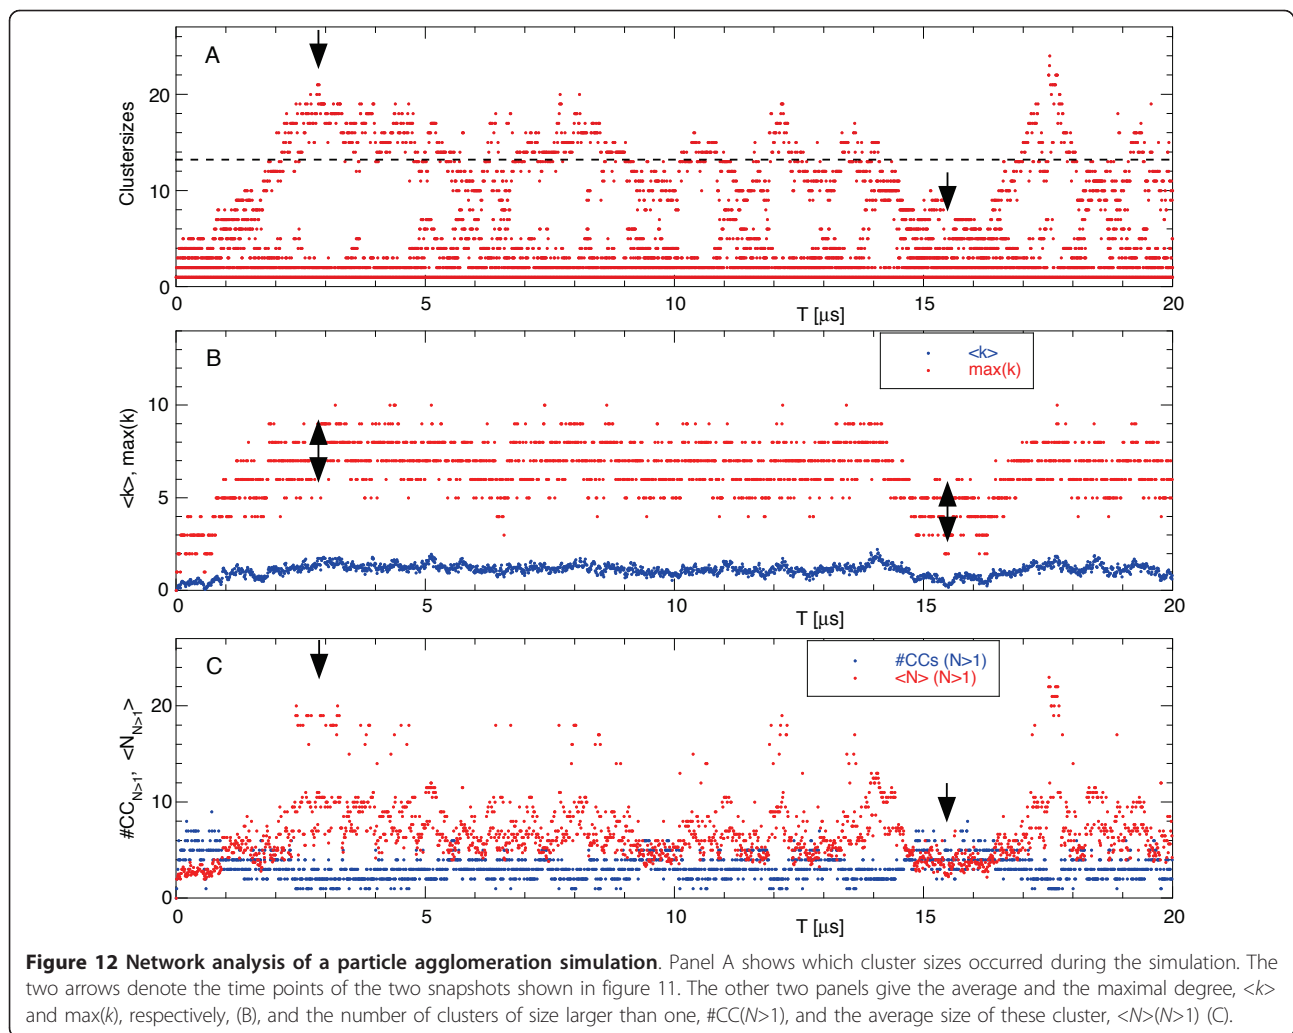 A
Clustersizes
20
10
0
0 5 10 15 20
T [μs]
B
<k>
max(k)
<k>, max(k)
10
5
0
0 5 10 15 20
T [μs]
C
#CCs (N>1)
<N> (N>1)
#CC_{N>1}, <N_{N>1}>
20
10
0
0 5 10 15 20
T [μs]
Figure 12 Network analysis of a particle agglomeration simulation. Panel A shows which cluster sizes occurred during the simulation. The
two arrows denote the time points of the two snapshots shown in figure 11. The other two panels give the average and the maximal degree, <k>
and max(k), respectively, (B), and the number of clusters of size larger than one, #CC(N>1), and the average size of these cluster, <N>(N>1) (C).